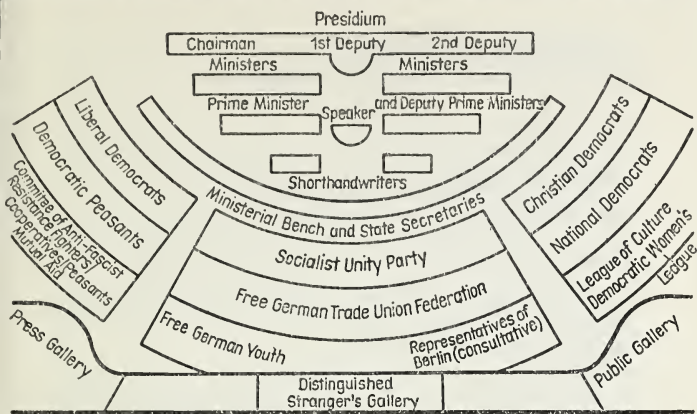 Presidium
Chairman 1st Deputy 2nd Deputy
Ministers Ministers
Prime Minister Speaker and Deputy Prime Ministers
Shorthandwriters
Ministerial Bench and State Secretaries
Liberal Democrats
Democratic Peasants
Committee of Anti-Fascist
Resistance Fighters/
Cooperatives/Peasants
Mutual Aid
Socialist Unity Party
Free German Trade Union Federation
Free German Youth
Representatives of
Berlin (consultative)
Christian Democrats
National Democrats
League of Culture
Democratic Women's
League
Press Gallery
Distinguished
Stranger's Gallery
Public Gallery